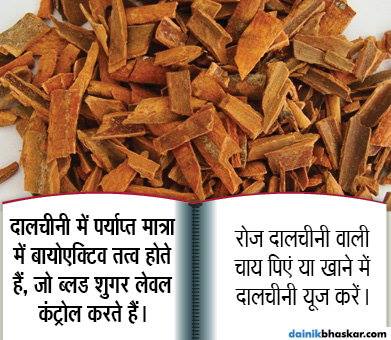 दालचीनी में पर्याप्त मात्रा
में बायोएक्टिव तत्व होते
हैं, जो ब्लड शुगर लेवल
कंट्रोल करते हैं।
रोज दालचीनी वाली
चाय पिएं या खाने में
दालचीनी यूज करें।
dainikbhaskar.com